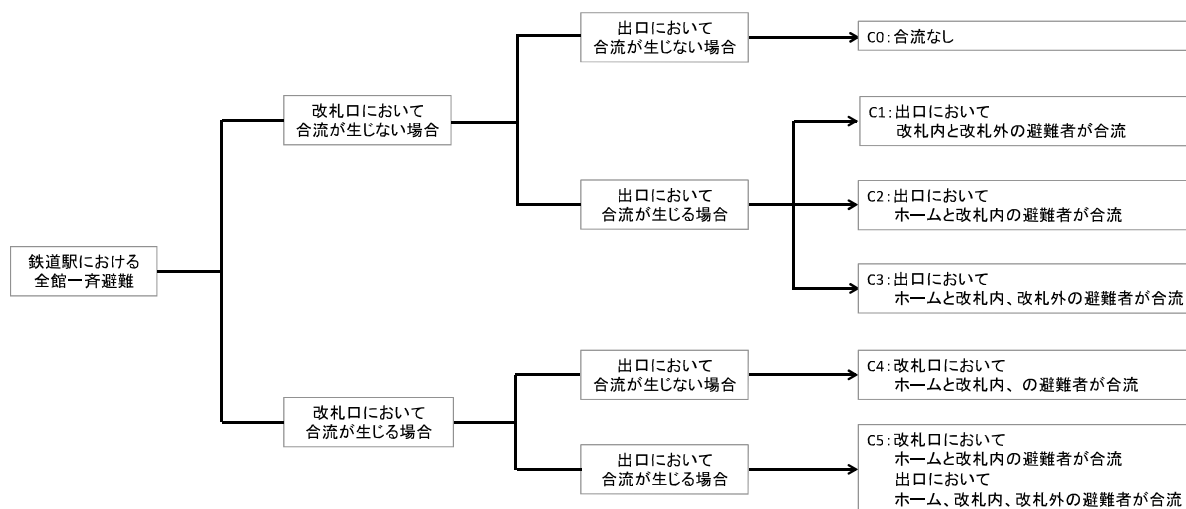 鉄道駅における
全館一斉避難
改札口において
合流が生じない場合
出口において
合流が生じない場合
C0：合流なし
出口において
合流が生じる場合
C1：出口において
改札内と改札外の避難者が合流
C2：出口において
ホームと改札内の避難者が合流
C3：出口において
ホームと改札内、改札外の避難者が合流
改札口において
合流が生じる場合
出口において
合流が生じない場合
C4：改札口において
ホームと改札内、の避難者が合流
出口において
合流が生じる場合
C5：改札口において
ホームと改札内の避難者が合流
出口において
ホーム、改札内、改札外の避難者が合流